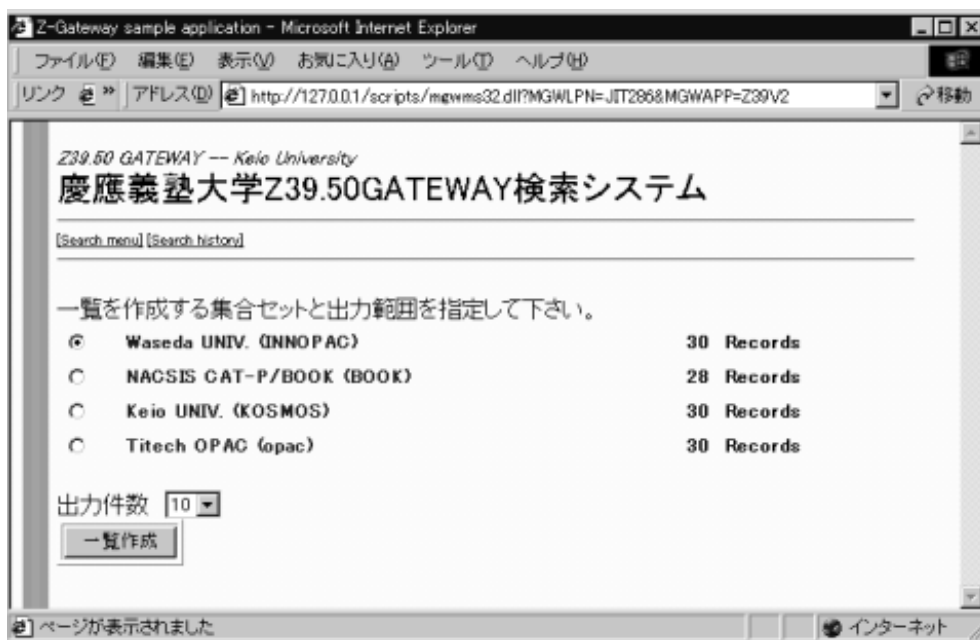 Z-Gateway sample application - Microsoft Internet Explorer
ファイル(F) 編集(E) 表示(V) お気に入り(A) ツール(T) ヘルプ(H)
リンク » アドレス(D) http://127.0.0.1/scripts/mgwms32.dll?MGWLPN=JIT286&MGWAPP=Z39V2 移動
Z39.50 GATEWAY -- Keio University
慶應義塾大学Z39.50GATEWAY検索システム
[Search menu] [Search history]
一覧を作成する集合セットと出力範囲を指定して下さい。
Waseda UNIV. (INNOPAC) 30 Records
NACSIS CAT-P/BOOK (BOOK) 28 Records
Keio UNIV. (KOSMOS) 30 Records
Titech OPAC (opac) 30 Records
出力件数 10
一覧作成
ページが表示されました インターネット